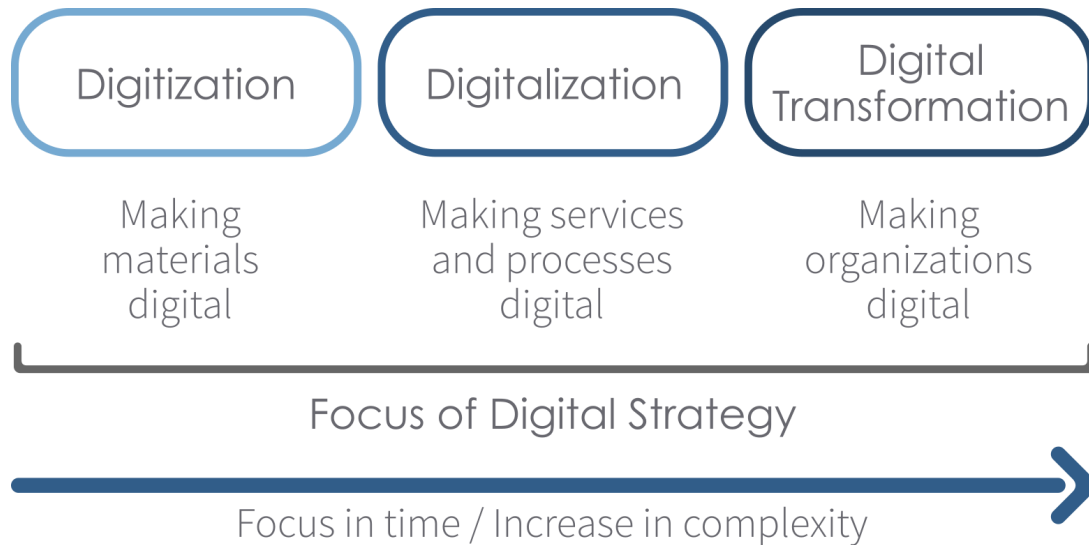 Digitization
Digitalization
Digital
Transformation
Making
materials
digital
Making services
and processes
digital
Making
organizations
digital
Focus of Digital Strategy
Focus in time / Increase in complexity